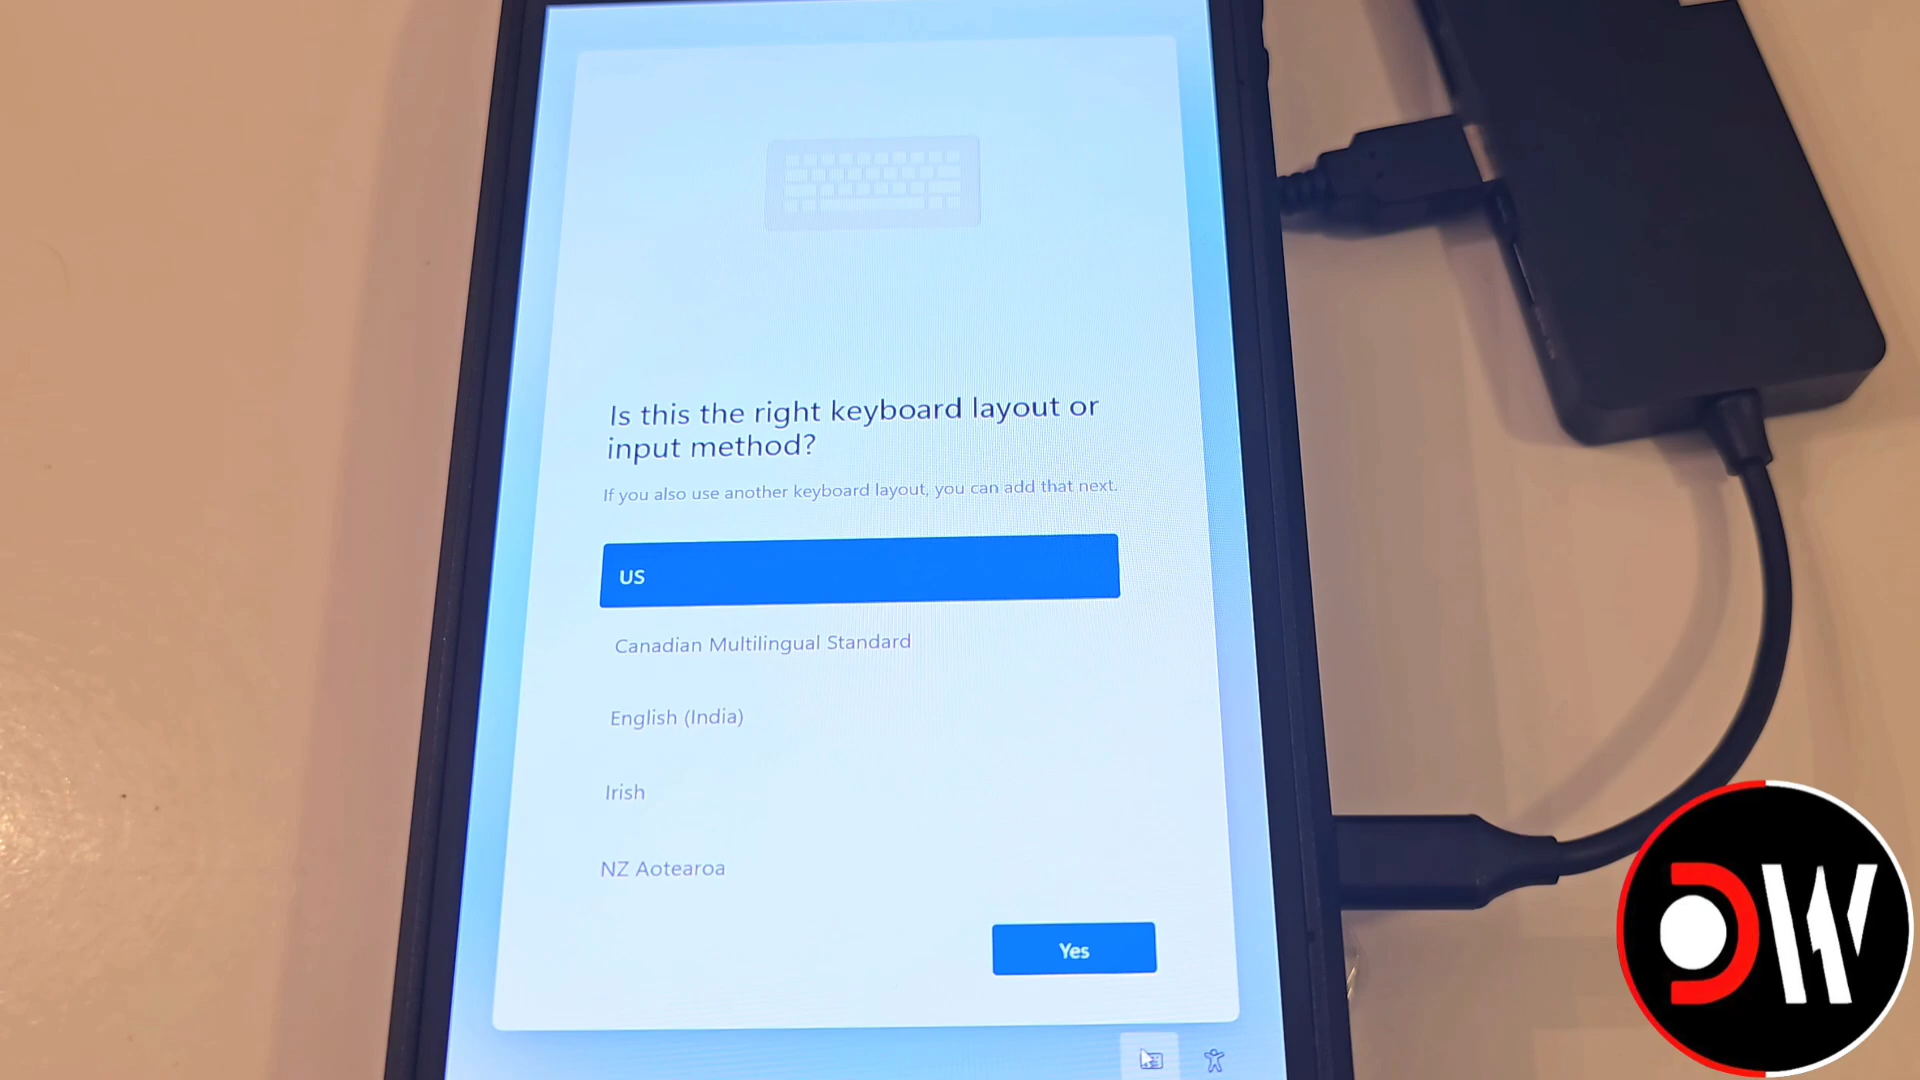 Is this the right keyboard layout or
input method?
If you also use another keyboard layout, you can add that next.
US
Canadian Multilingual Standard
English (India)
Irish
NZ Aotearoa
Yes
DW